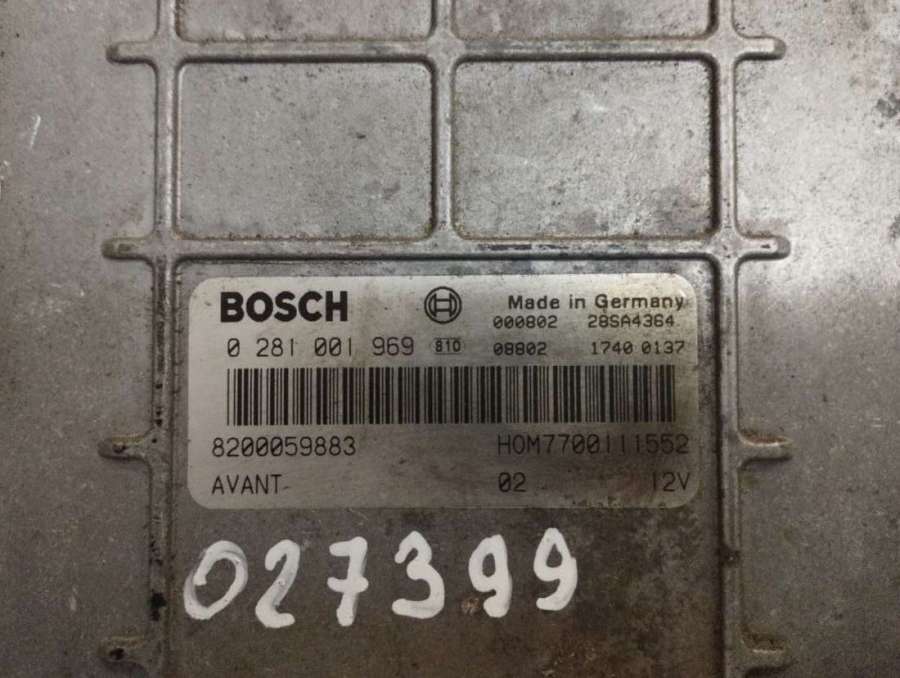 BOSCH Made in Germany
000802 28SA4364
0 281 001 969 810 08802 1740 0137
8200059883 HOM7700111552
AVANT 02 12V
027399